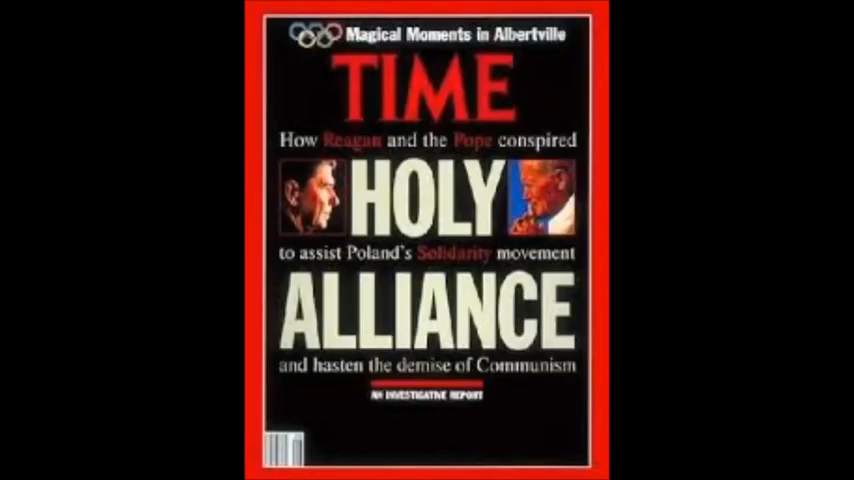 Magical Moments in Albertville
TIME
How Reagan and the Pope conspired
HOLY
to assist Poland's Solidarity movement
ALLIANCE
and hasten the demise of Communism
AN INVESTIGATIVE REPORT